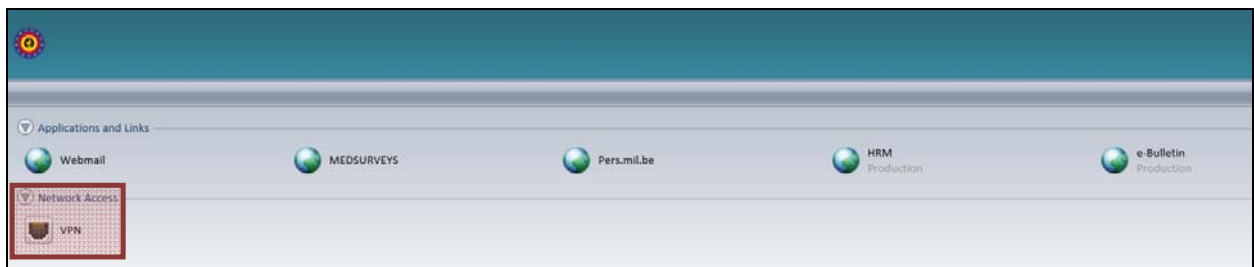 Applications and Links
Webmail
MEDSURVEYS
Pers.mil.be
HRM
Production
e-Bulletin
Production
Network Access
VPN